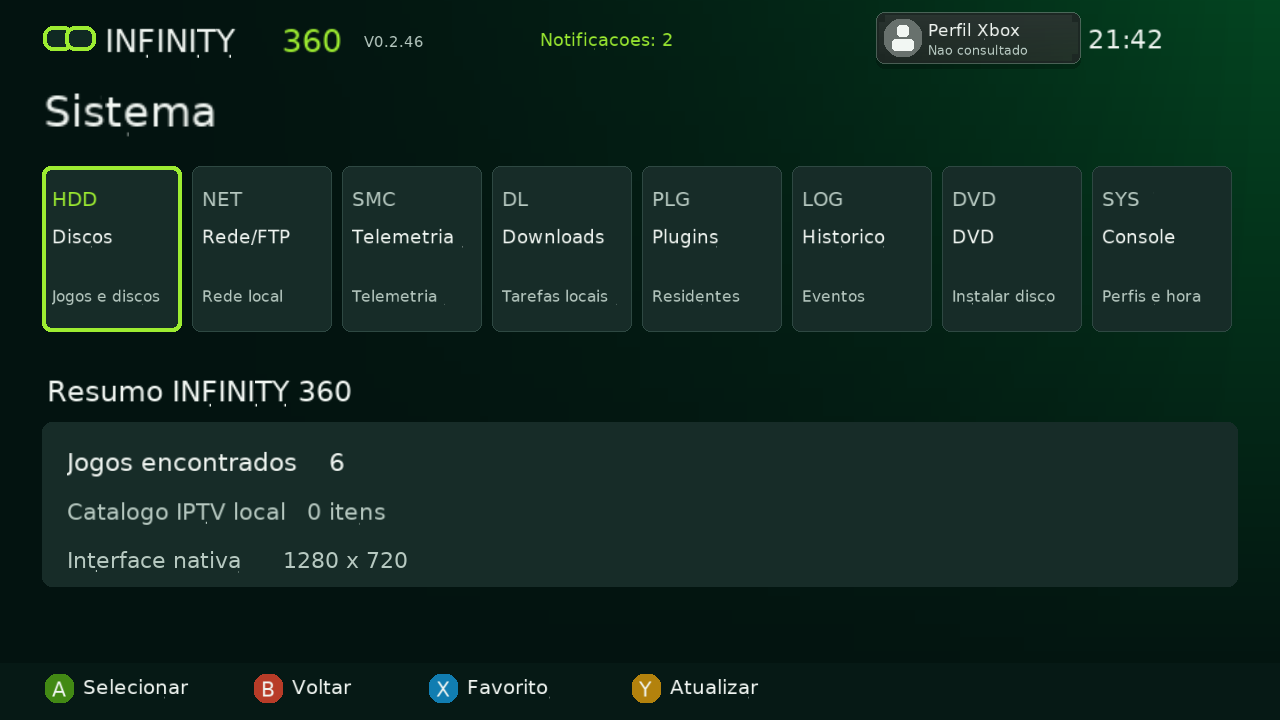 INFINITY 360 V0.2.46 Notificacoes: 2 Perfil Xbox 21:42
Nao consultado
Sistema
HDD NET SMC DL PLG LOG DVD SYS
Discos Rede/FTP Telemetria Downloads Plugins Historico DVD Console
Jogos e discos Rede local Telemetria Tarefas locais Residentes Eventos Instalar disco Perfis e hora
Resumo INFINITY 360
Jogos encontrados 6
Catalogo IPTV local 0 itens
Interface nativa 1280 x 720
A Selecionar B Voltar X Favorito Y Atualizar